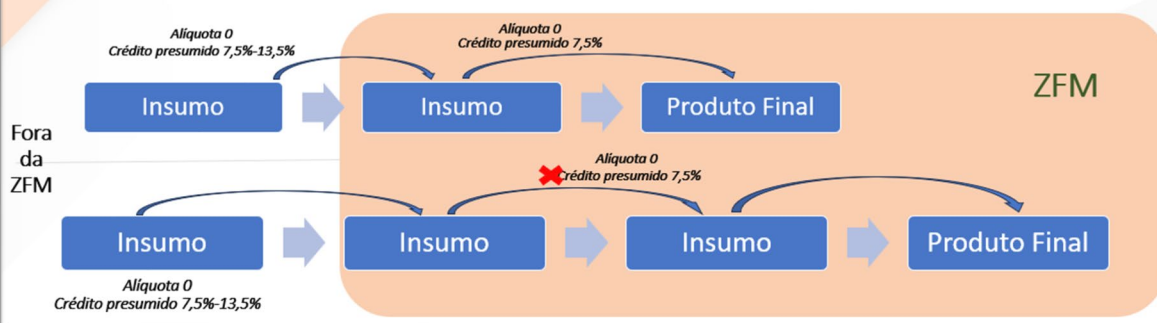 Alíquota 0
Crédito presumido 7,5%-13,5%
Alíquota 0
Crédito presumido 7,5%
ZFM
Insumo
Insumo
Produto Final
Fora
da
ZFM
Alíquota 0
Crédito presumido 7,5%
Insumo
Insumo
Insumo
Produto Final
Alíquota 0
Crédito presumido 7,5%-13,5%